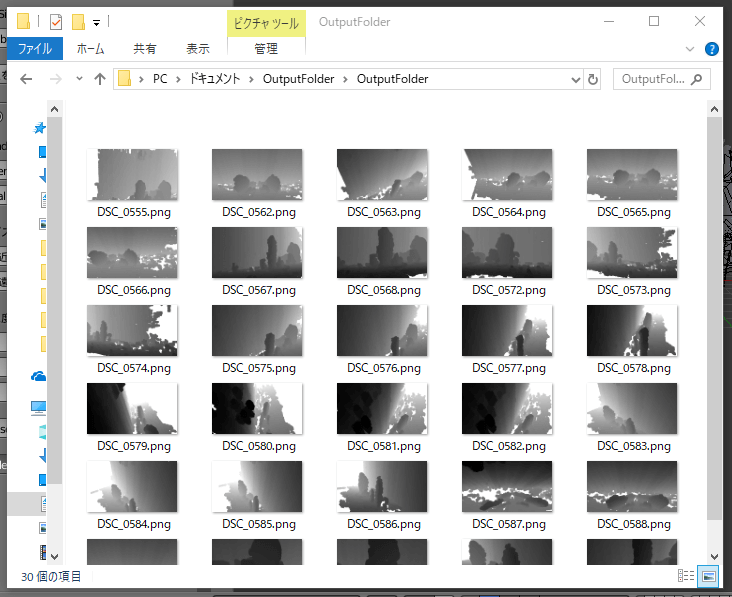 ピクチャ ツール
OutputFolder
ファイル
ホーム
共有
表示
管理
PC
ドキュメント
OutputFolder
OutputFolder
OutputFol...
DSC_0555.png
DSC_0562.png
DSC_0563.png
DSC_0564.png
DSC_0565.png
DSC_0566.png
DSC_0567.png
DSC_0568.png
DSC_0572.png
DSC_0573.png
DSC_0574.png
DSC_0575.png
DSC_0576.png
DSC_0577.png
DSC_0578.png
DSC_0579.png
DSC_0580.png
DSC_0581.png
DSC_0582.png
DSC_0583.png
DSC_0584.png
DSC_0585.png
DSC_0586.png
DSC_0587.png
DSC_0588.png
30 個の項目